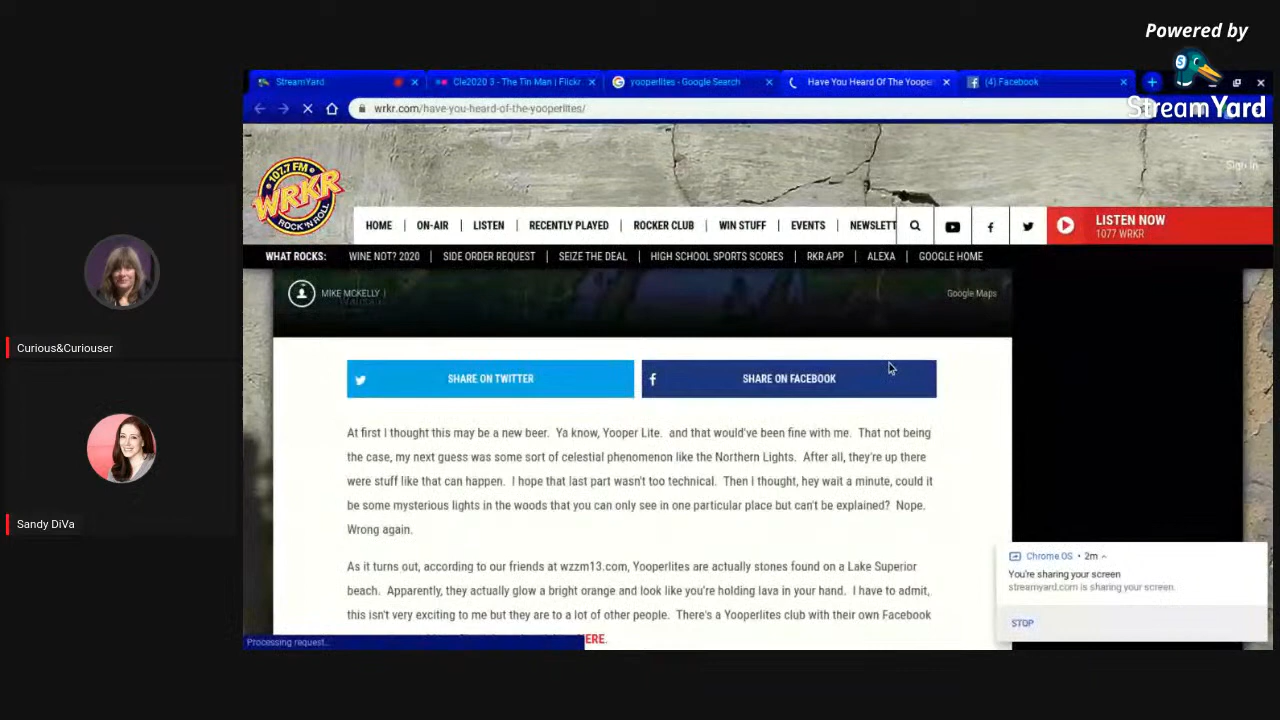 Powered by
StreamYard
StreamYard
Cle2020 3 - The Tin Man | Flickr
yooperlites - Google Search
Have You Heard Of The Yoope
(4) Facebook
wrkr.com/have-you-heard-of-the-yooperlites/
Sign In
107.7 FM
WRKR
ROCK 'N ROLL
HOME | ON-AIR | LISTEN | RECENTLY PLAYED | ROCKER CLUB | WIN STUFF | EVENTS | NEWSLETT
LISTEN NOW
1077 WRKR
WHAT ROCKS: WINE NOT? 2020 | SIDE ORDER REQUEST | SEIZE THE DEAL | HIGH SCHOOL SPORTS SCORES | RKR APP | ALEXA | GOOGLE HOME
MIKE MCKELLY |
Google Maps
SHARE ON TWITTER
SHARE ON FACEBOOK
At first I thought this may be a new beer. Ya know, Yooper Lite. and that would've been fine with me. That not being
the case, my next guess was some sort of celestial phenomenon like the Northern Lights. After all, they're up there
were stuff like that can happen. I hope that last part wasn't too technical. Then I thought, hey wait a minute, could it
be some mysterious lights in the woods that you can only see in one particular place but can't be explained? Nope.
Wrong again.
As it turns out, according to our friends at wzzm13.com, Yooperlites are actually stones found on a Lake Superior
beach. Apparently, they actually glow a bright orange and look like you're holding lava in your hand. I have to admit,
this isn't very exciting to me but they are to a lot of other people. There's a Yooperlites club with their own Facebook
ERE.
Processing request...
Chrome OS • 2m
You're sharing your screen
streamyard.com is sharing your screen.
STOP
Curious&Curiouser
Sandy DiVa